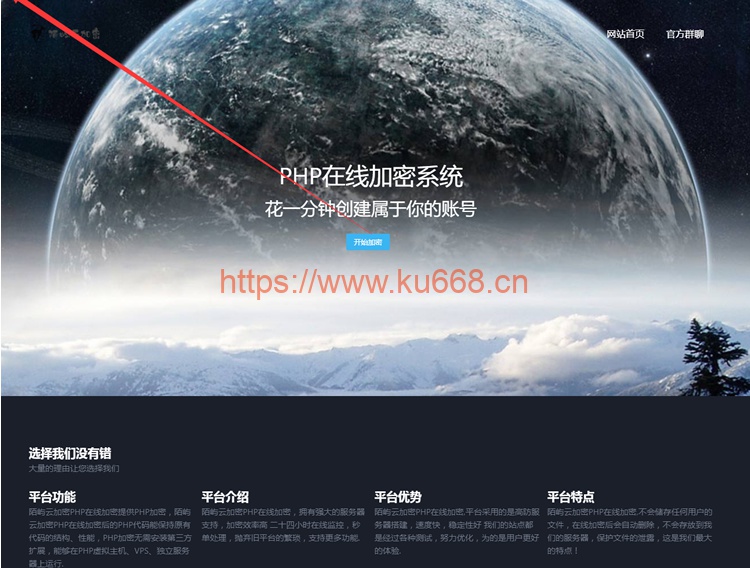 网站首页 官方群聊
PHP在线加密系统
花一分钟创建属于你的账号
开始加密
https://www.ku668.cn
选择我们没有错
大量的理由让您选择我们
平台功能
陌屿云加密PHP在线加密提供PHP加密，陌屿
云加密PHP在线加密后的PHP代码能保持原有
代码的结构、性能，PHP加密无需安装第三方
扩展，能够在PHP虚拟主机、VPS、独立服务
器上运行.
平台介绍
陌屿云加密PHP在线加密，拥有强大的服务器
支持，加密效率高 二十四小时在线监控，秒
单处理，抛弃旧平台的繁琐，支持更多功能.
平台优势
陌屿云加密PHP在线加密.平台采用的是高防服
务器搭建，速度快，稳定性好 我们的站点都
是经过各种测试，努力优化，为的是用户更好
的体验.
平台特点
陌屿云加密PHP在线加密.不会储存任何用户的
文件，在线加密后会自动删除，不会存放到我
们的服务器，保护文件的泄露，这是我们最大
的特点！